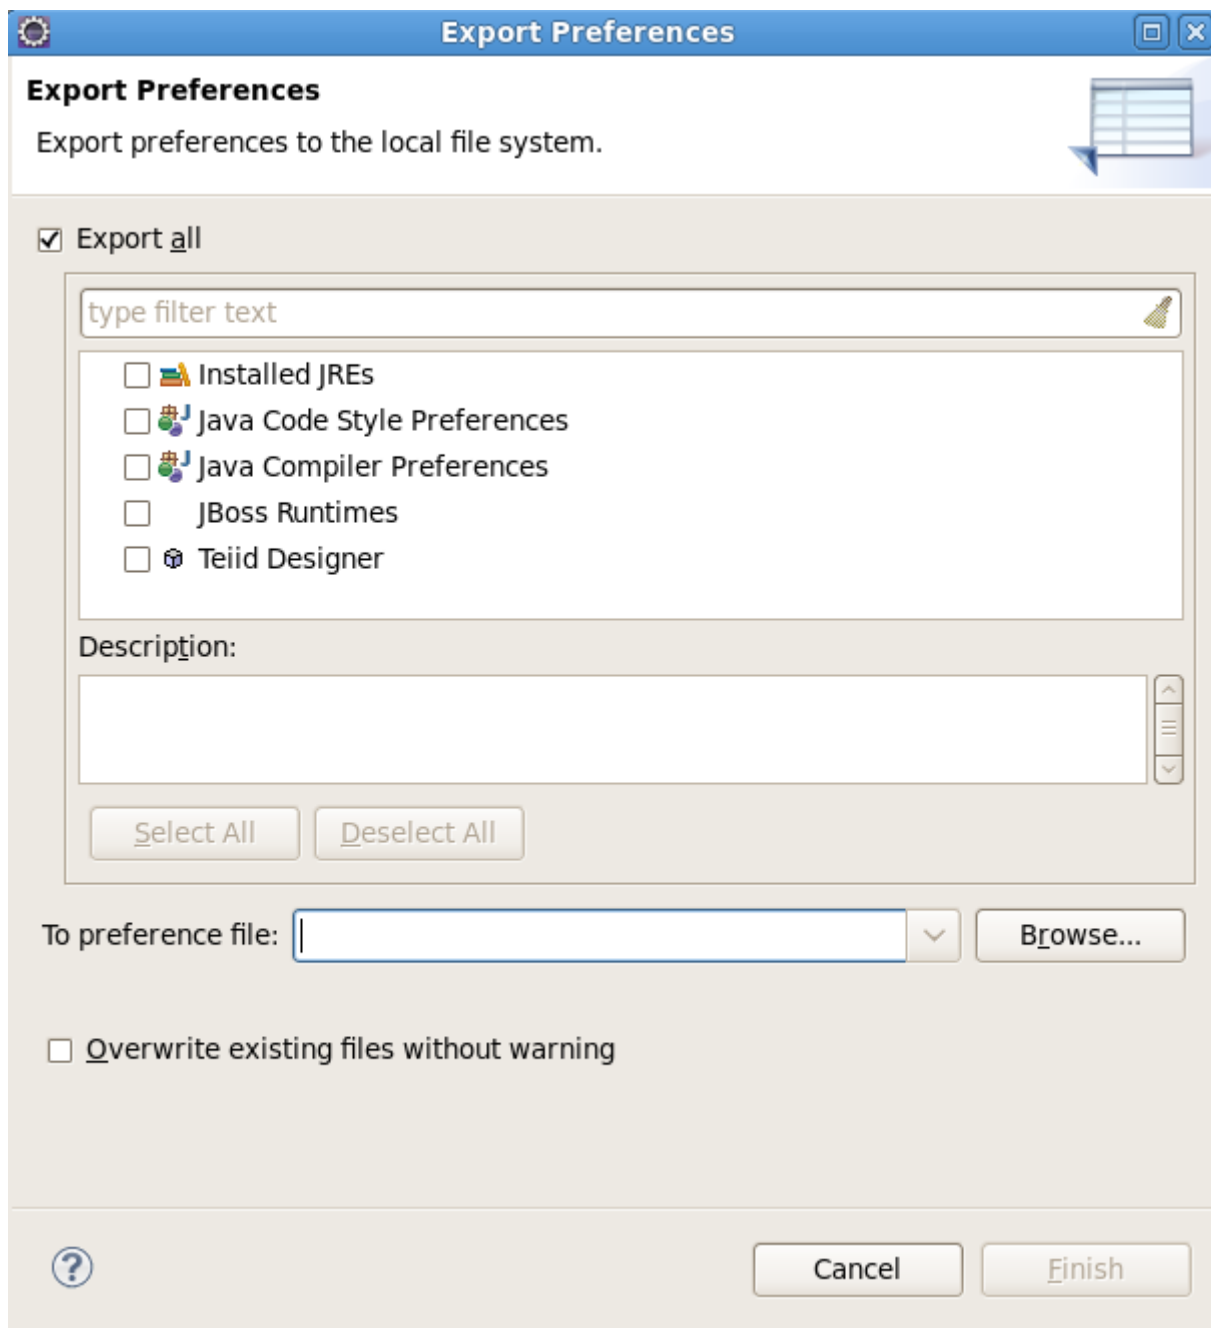 Export Preferences
Export Preferences
Export preferences to the local file system.
Export all
type filter text
Installed JREs
Java Code Style Preferences
Java Compiler Preferences
JBoss Runtimes
Teiid Designer
Description:
Select All Deselect All
To preference file: Browse...
Overwrite existing files without warning
? Cancel Finish